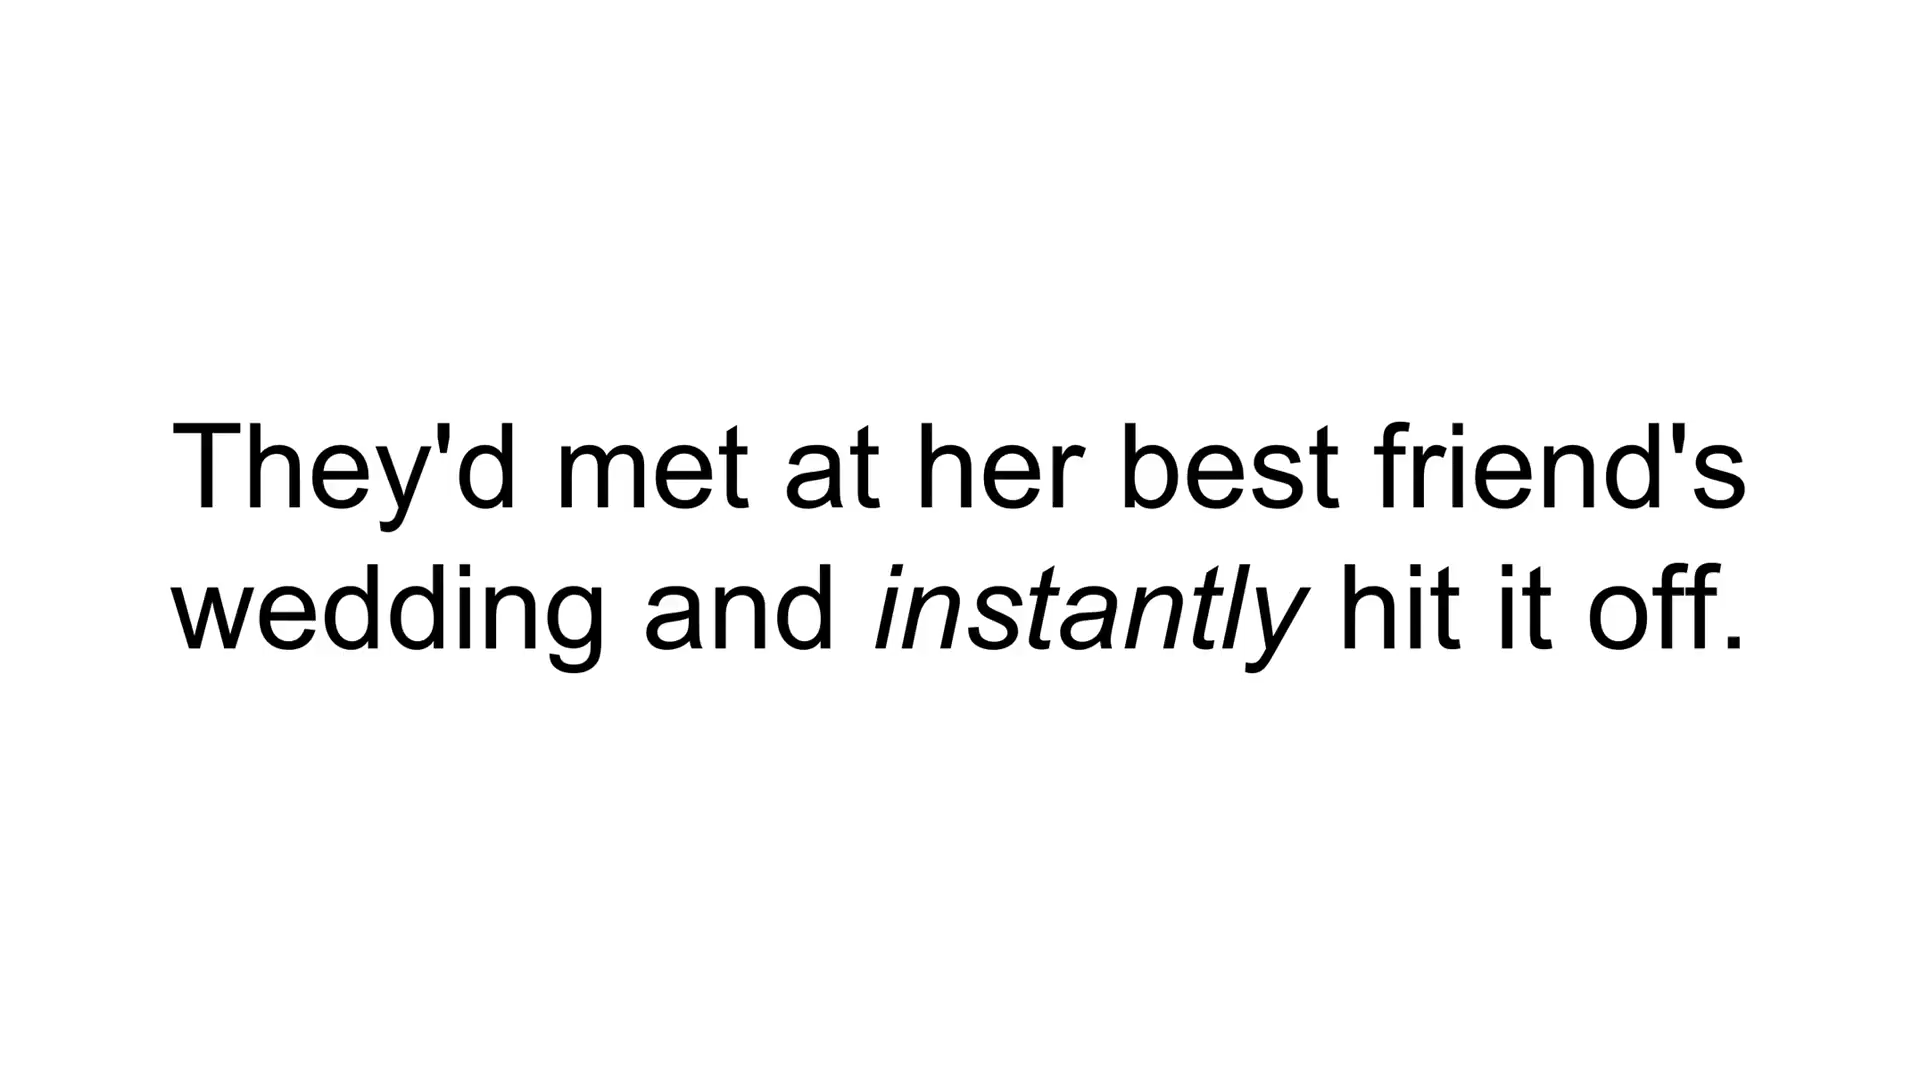 They'd met at her best friend's
wedding and instantly hit it off.